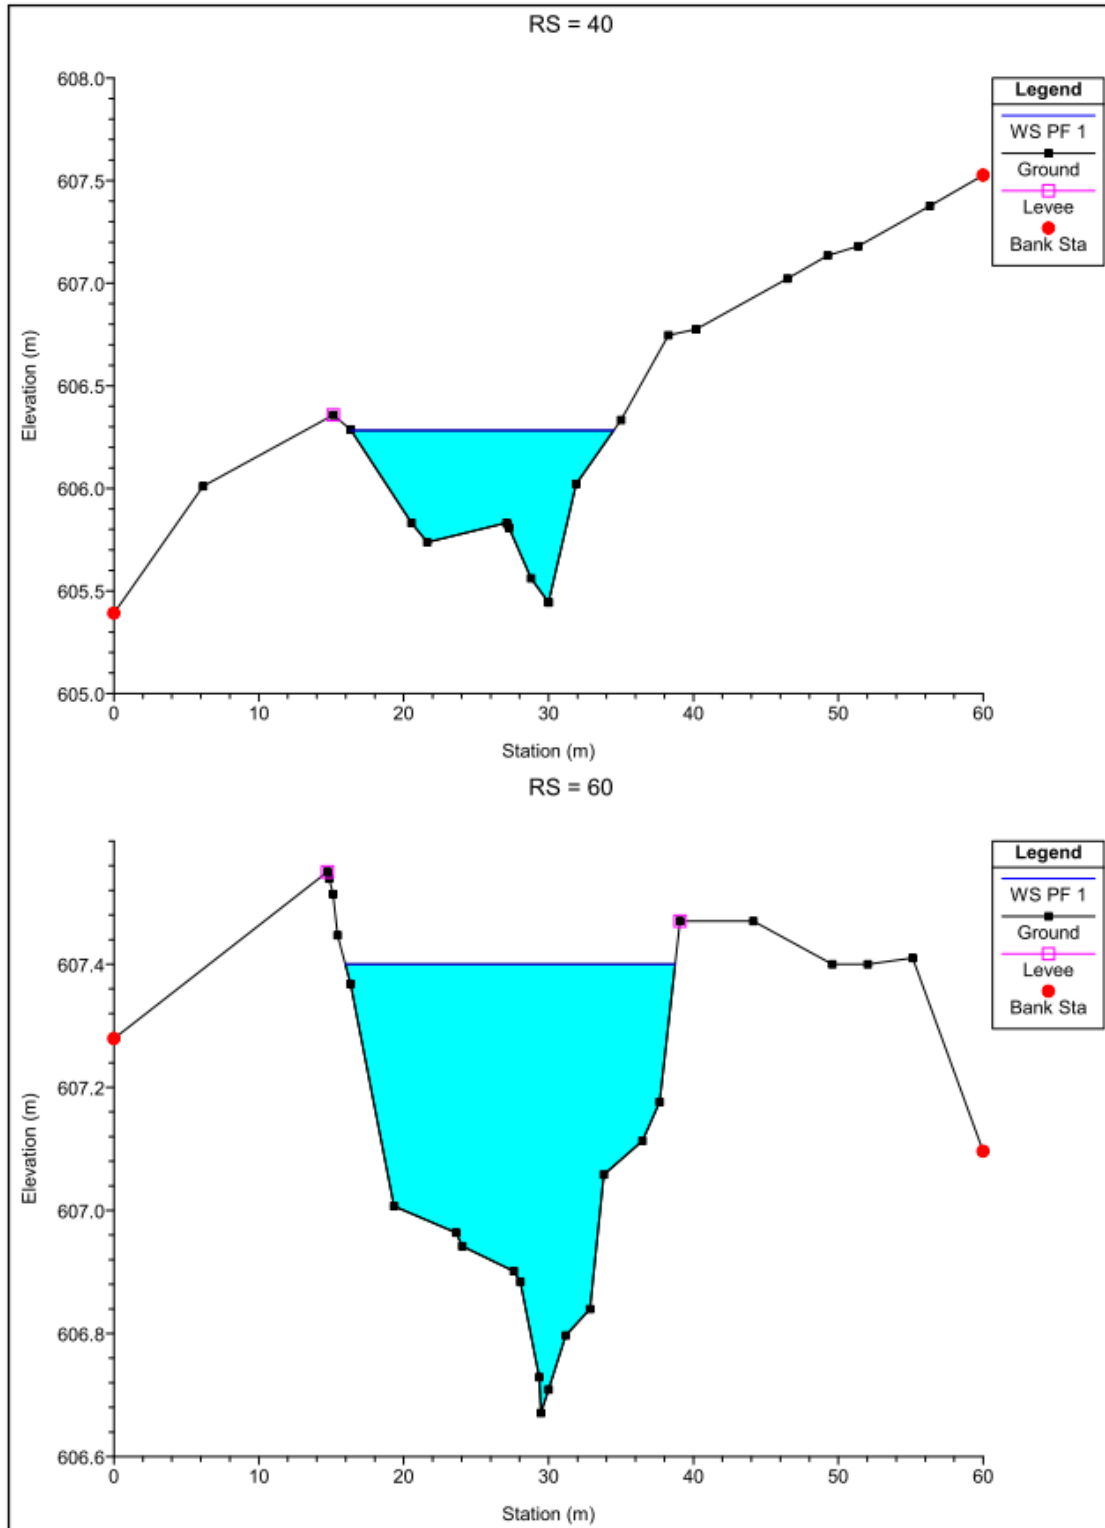 RS = 40
608.0
607.5
607.0
606.5
606.0
605.5
605.0
Elevation (m)
0 10 20 30 40 50 60
Station (m)
Legend
WS PF 1
Ground
Levee
Bank Sta
RS = 60
607.4
607.2
607.0
606.8
606.6
Elevation (m)
0 10 20 30 40 50 60
Station (m)
Legend
WS PF 1
Ground
Levee
Bank Sta